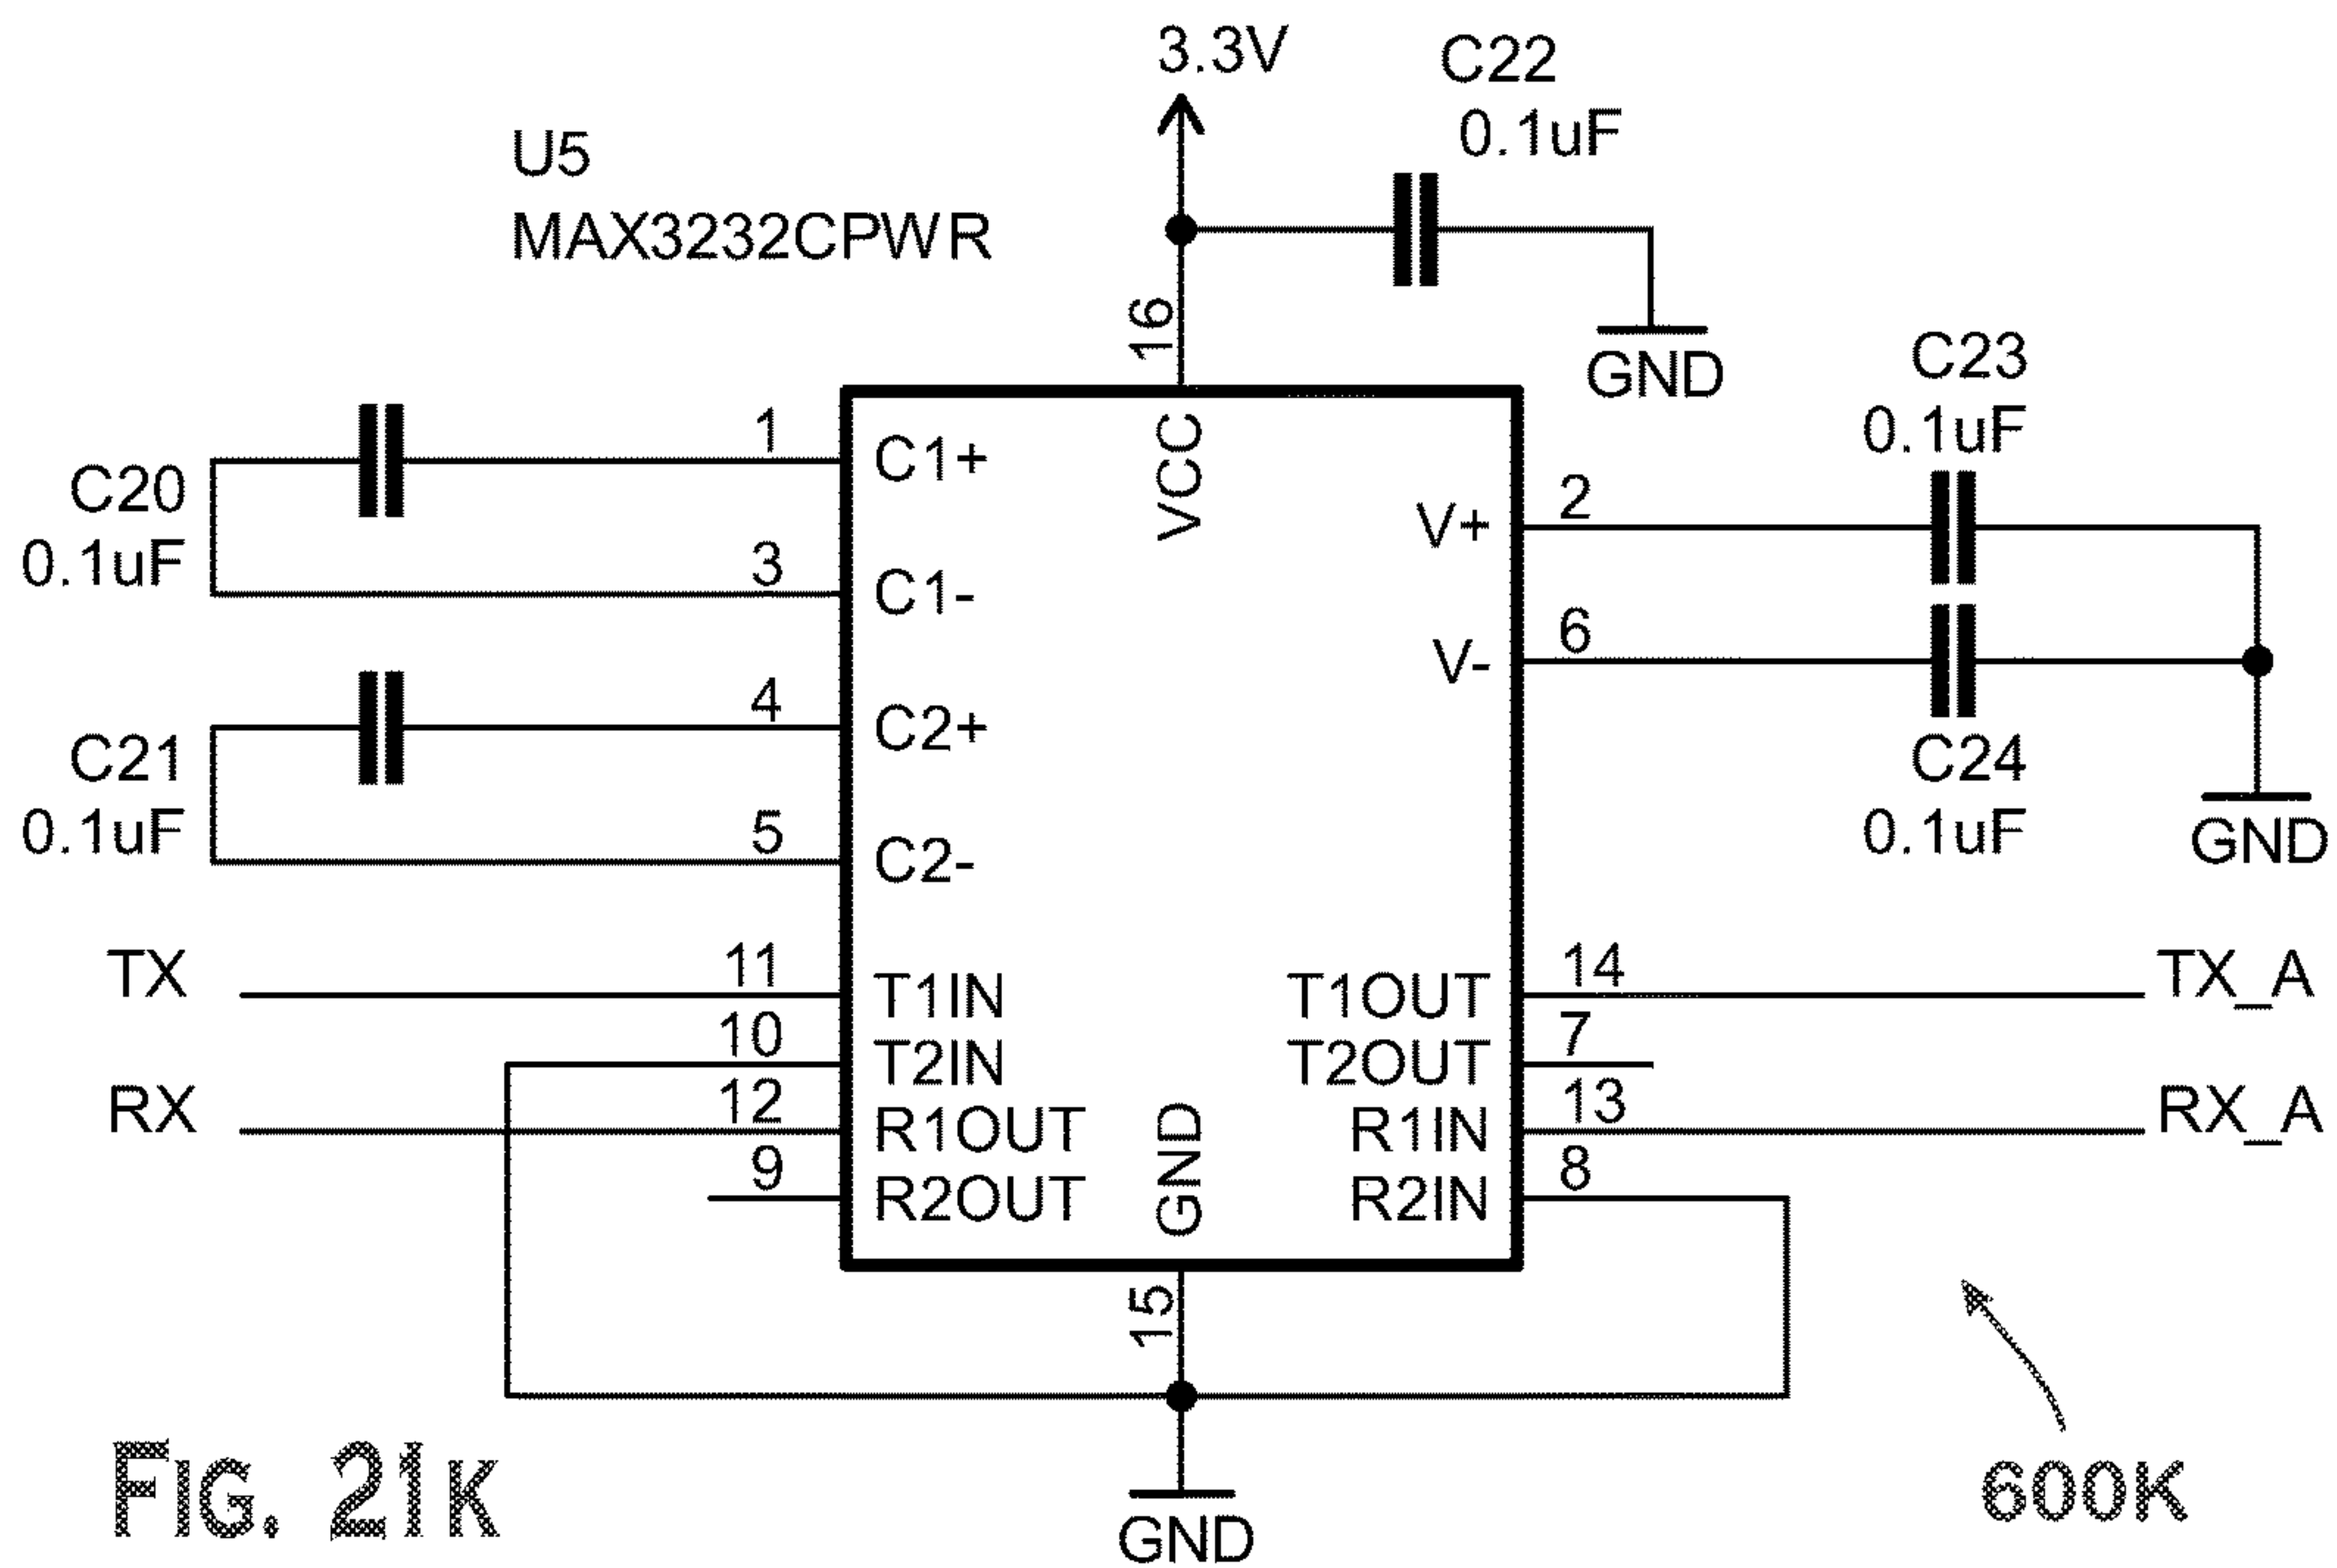 3.3V
C22
0.1uF
U5
MAX3232CPWR
16
GND
C23
0.1uF
1
C1+
VCC
C20
0.1uF
2
V+
3
C1-
6
V-
4
C2+
C21
0.1uF
C24
0.1uF
GND
5
C2-
TX
11
T1IN
T1OUT
14
TX_A
10
T2IN
T2OUT
7
RX
12
R1OUT
R1IN
13
RX_A
9
R2OUT
GND
R2IN
8
15
GND
FIG. 21K
600K